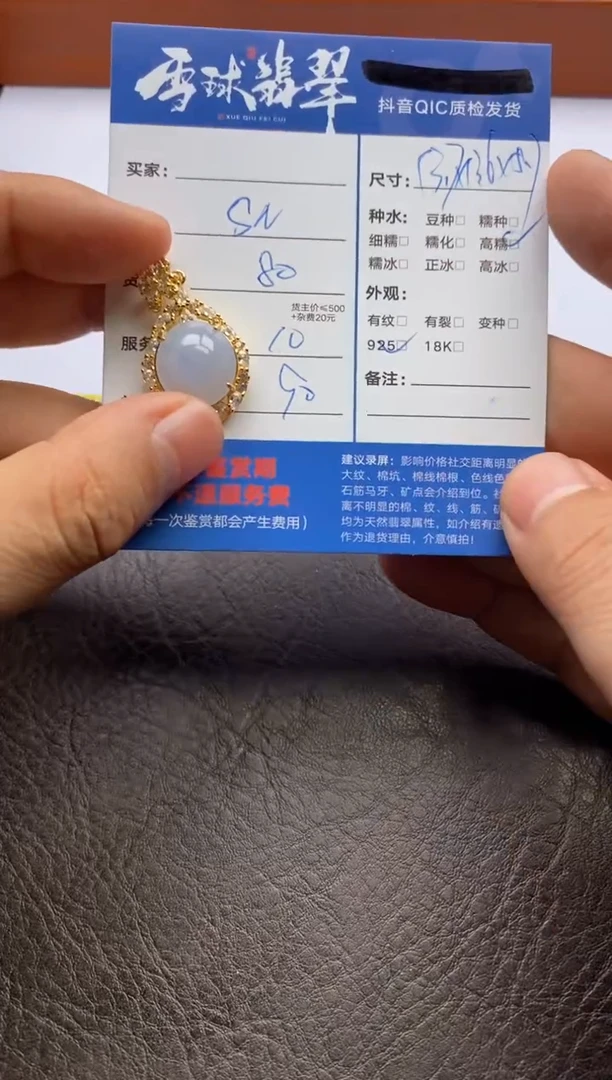 雪球翡翠
XUE QIU FEI CUI
抖音QIC质检发货
买家：
SN
80
货主价≤500
+杂费20元
服务
10
90
尺寸：
种水： 豆种□ 糯种□
细糯□ 糯化□ 高糯□
糯冰□ 正冰□ 高冰□
外观：
有纹□ 有裂□ 变种□
925□ 18K□
备注：
服务费
一次鉴赏都会产生费用）
建议录屏：影响价格社交距离明显
大纹、棉坑、棉线棉根、色线色
石筋马牙、矿点会介绍到位。社
离不明显的棉、纹、线、筋、矿
均为天然翡翠属性，如介绍有遗
作为退货理由，介意慎拍！